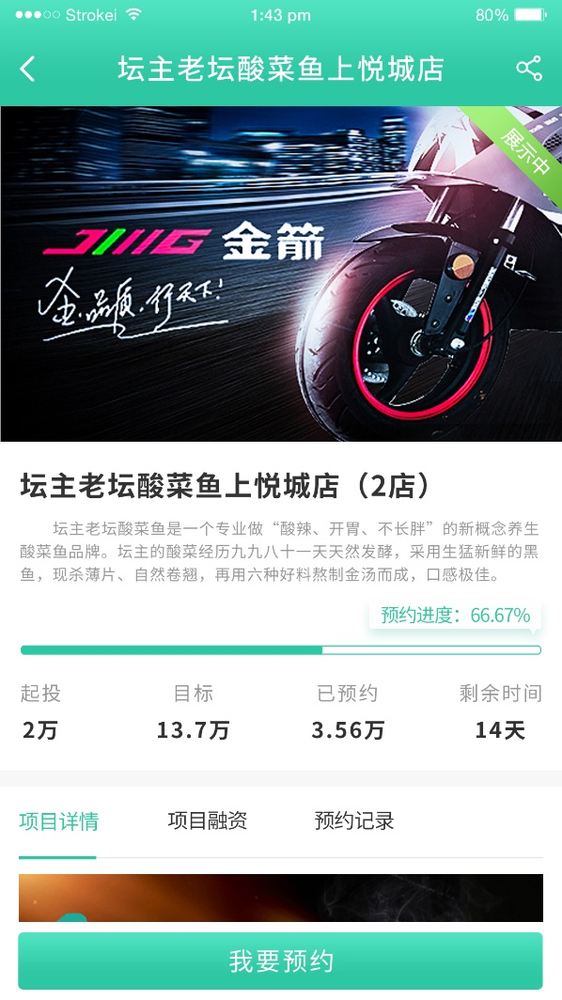 Strokei
1:43 pm
80%
坛主老坛酸菜鱼上悦城店
展示中
JMG 金箭
金品质.行天下!
坛主老坛酸菜鱼上悦城店（2店）
坛主老坛酸菜鱼是一个专业做“酸辣、开胃、不长胖”的新概念养生
酸菜鱼品牌。坛主的酸菜经历九九八十一天天然发酵，采用生猛新鲜的黑
鱼，现杀薄片、自然卷翘，再用六种好料熬制金汤而成，口感极佳。
预约进度：66.67%
起投 目标 已预约 剩余时间
2万 13.7万 3.56万 14天
项目详情 项目融资 预约记录
我要预约